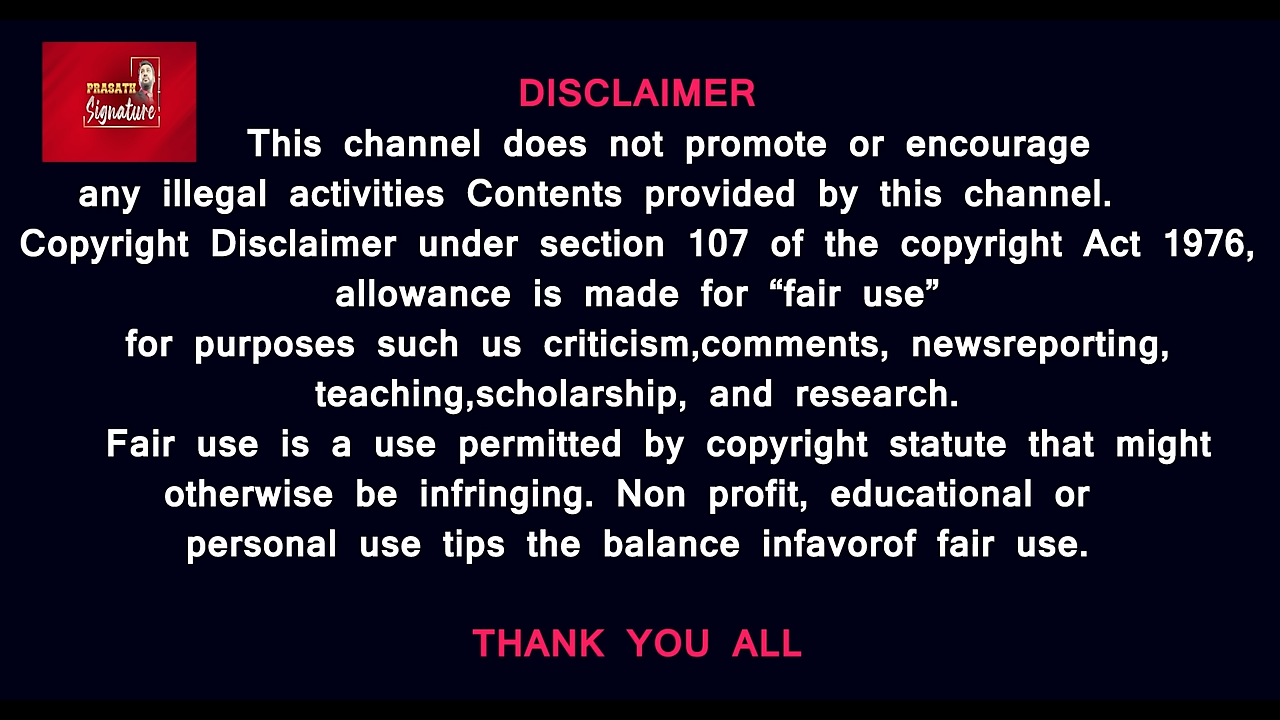 PRASATH
Signature
DISCLAIMER
This channel does not promote or encourage
any illegal activities Contents provided by this channel.
Copyright Disclaimer under section 107 of the copyright Act 1976,
allowance is made for “fair use”
for purposes such us criticism,comments, newsreporting,
teaching,scholarship, and research.
Fair use is a use permitted by copyright statute that might
otherwise be infringing. Non profit, educational or
personal use tips the balance infavorof fair use.
THANK YOU ALL